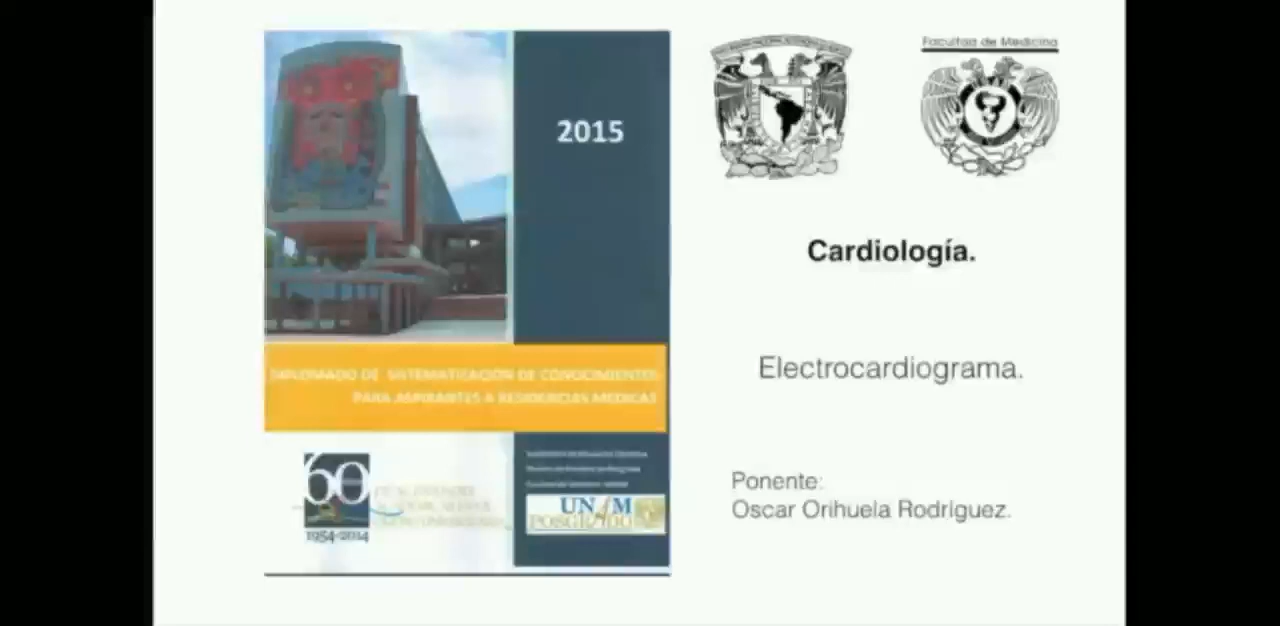 2015
DIPLOMADO DE SISTEMATIZACIÓN DE CONOCIMIENTOS
PARA ASPIRANTES A RESIDENCIAS MÉDICAS
60
1954-2014
UNAM
POSGRADO
Facultad de Medicina
Cardiología.
Electrocardiograma.
Ponente:
Oscar Orihuela Rodríguez.